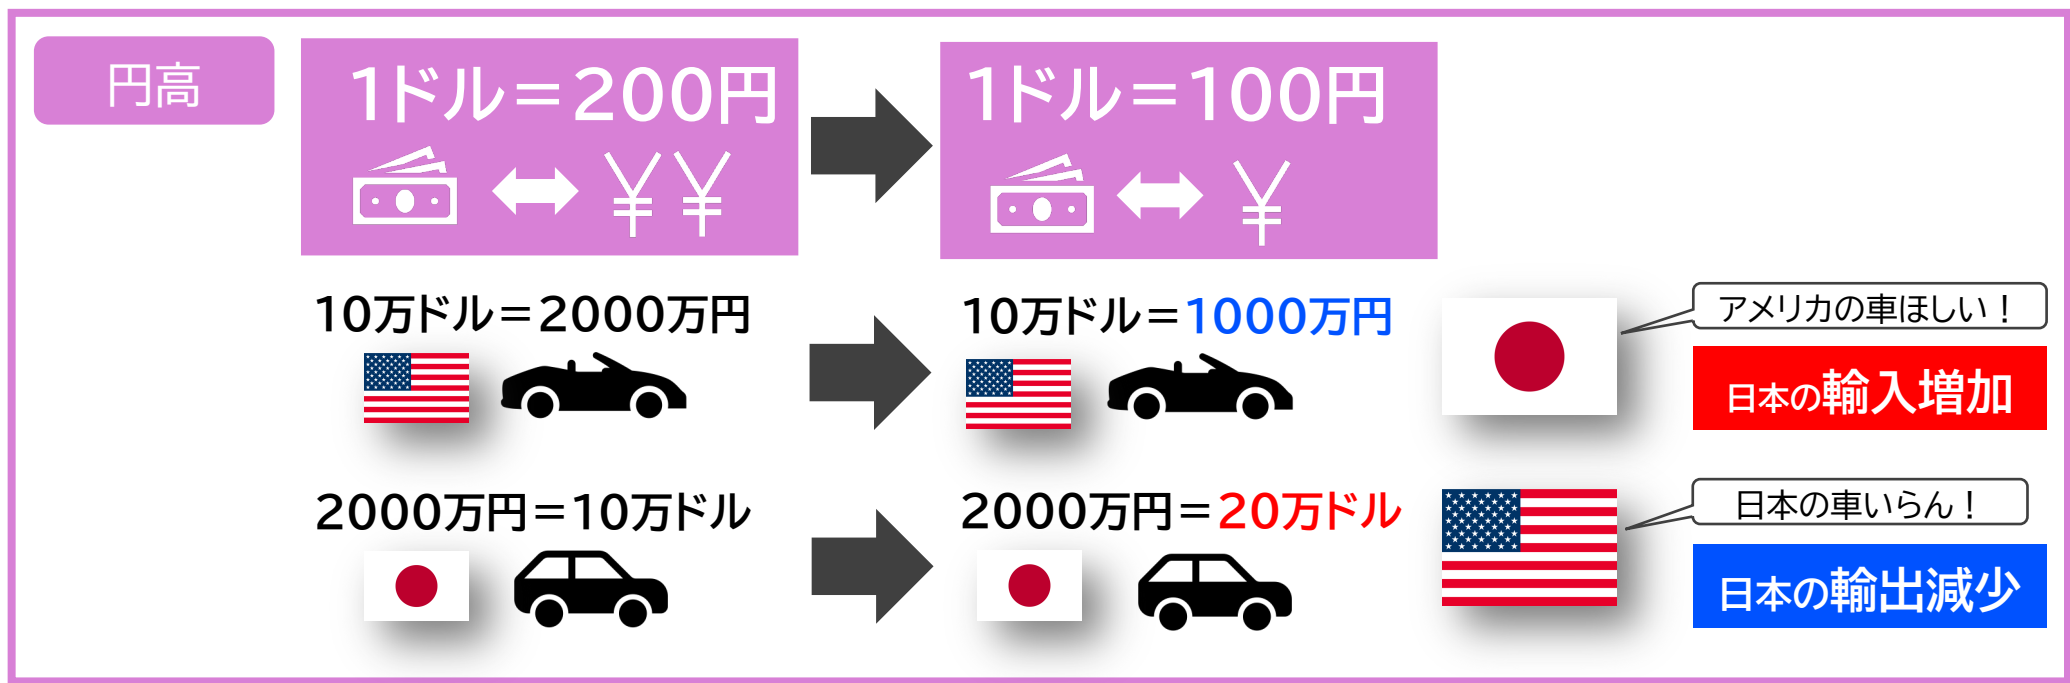 円高
1ドル＝200円
1ドル＝100円
￥￥
￥
10万ドル＝2000万円
10万ドル＝1000万円
アメリカの車ほしい！
日本の輸入増加
2000万円＝10万ドル
2000万円＝20万ドル
日本の車いらん！
日本の輸出減少